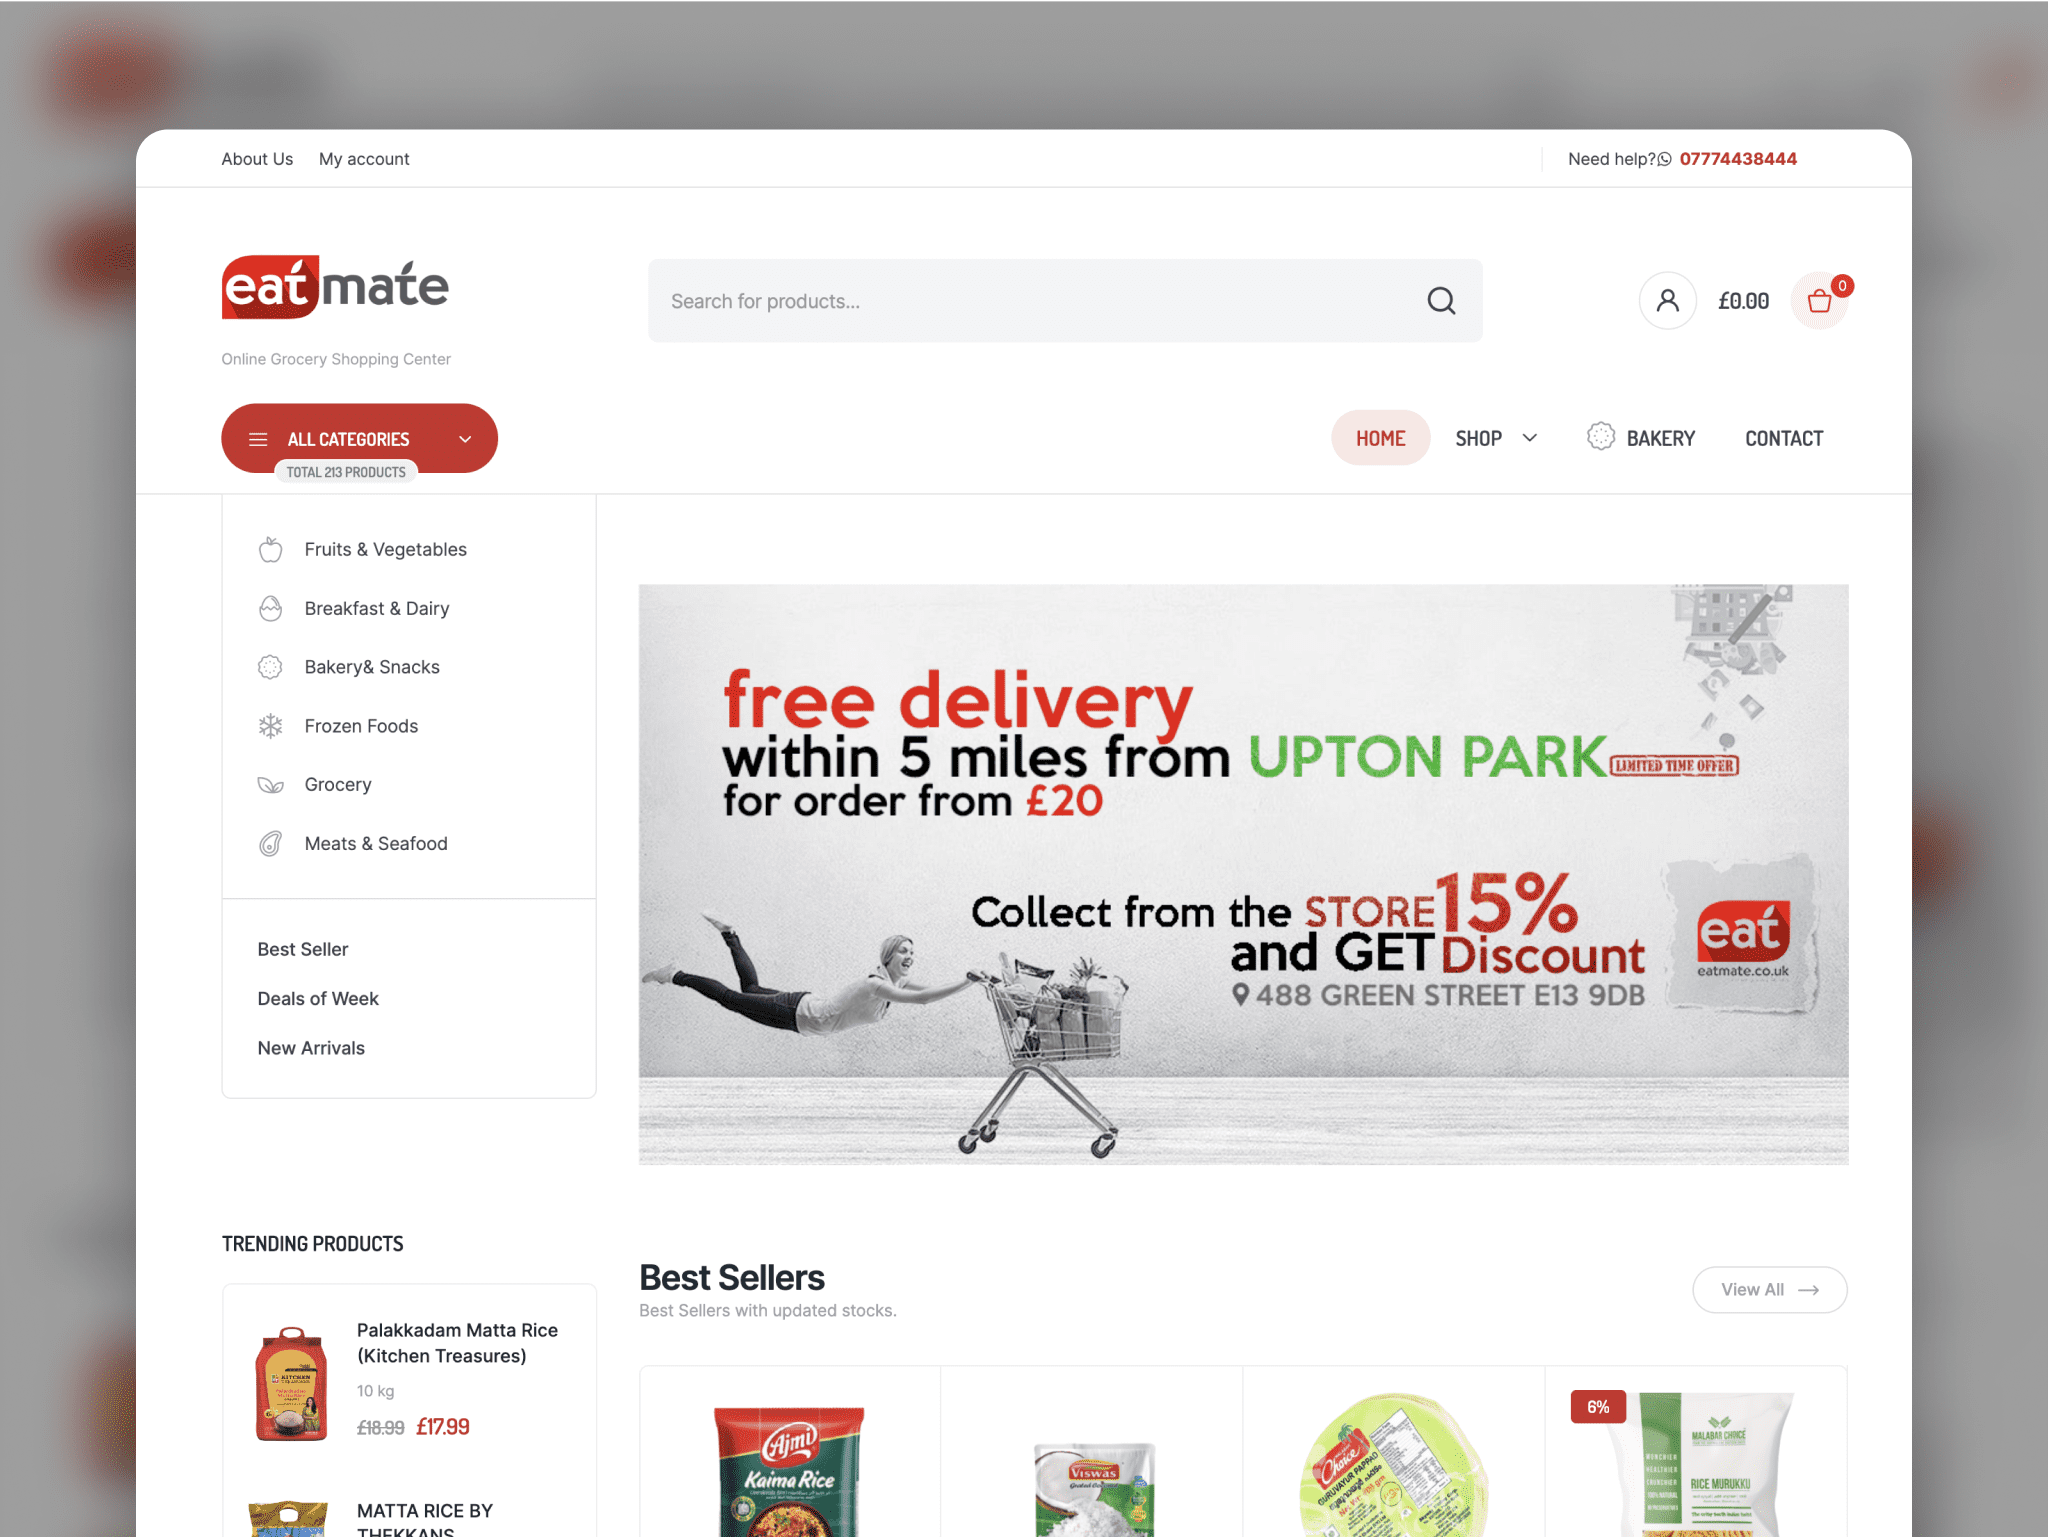 About Us My account
Need help? 07774438444
eatmate
Online Grocery Shopping Center
Search for products...
£0.00
0
ALL CATEGORIES
TOTAL 213 PRODUCTS
HOME SHOP BAKERY CONTACT
Fruits & Vegetables
Breakfast & Dairy
Bakery& Snacks
Frozen Foods
Grocery
Meats & Seafood
Best Seller
Deals of Week
New Arrivals
free delivery
within 5 miles from UPTON PARK
LIMITED TIME OFFER
for order from £20
Collect from the STORE 15%
and GET Discount
488 GREEN STREET E13 9DB
eat
eatmate.co.uk
TRENDING PRODUCTS
Palakkadam Matta Rice
(Kitchen Treasures)
10 kg
£18.99 £17.99
MATTA RICE BY
THEKKANS
Best Sellers
Best Sellers with updated stocks.
View All
Ajmi
Kaima Rice
VISWAS
Choice
GURUVAYUR PAPPAD
6%
MALABAR CHOICE
RICE MURUKKU